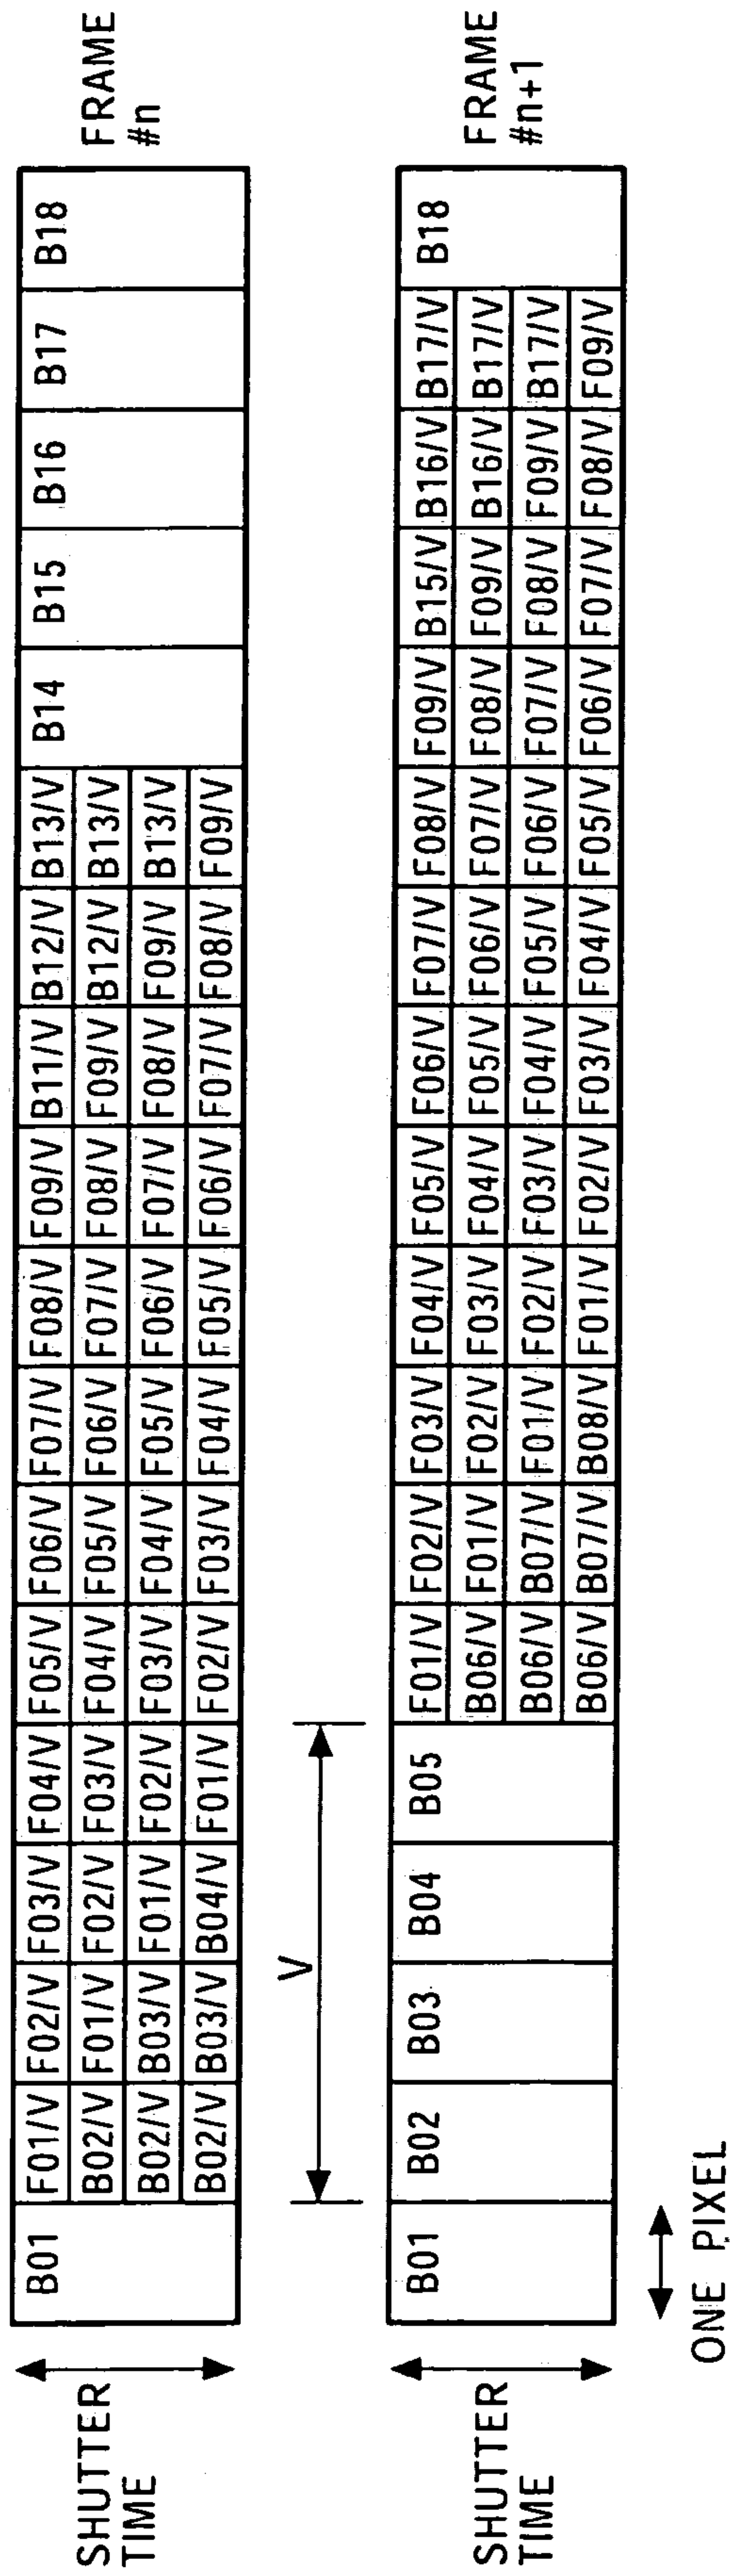 B01 F01/V F02/V F03/V F04/V F05/V F06/V F07/V F08/V F09/V B11/V B12/V B13/V B14 B15 B16 B17 B18
B02/V F01/V F02/V F03/V F04/V F05/V F06/V F07/V F08/V F09/V B12/V B13/V
B02/V B03/V F01/V F02/V F03/V F04/V F05/V F06/V F07/V F08/V F09/V B13/V
B02/V B03/V B04/V F01/V F02/V F03/V F04/V F05/V F06/V F07/V F08/V F09/V
SHUTTER
TIME
FRAME
#n
V
B01 B02 B03 B04 B05 F01/V F02/V F03/V F04/V F05/V F06/V F07/V F08/V F09/V B15/V B16/V B17/V B18
B06/V F01/V F02/V F03/V F04/V F05/V F06/V F07/V F08/V F09/V B16/V B17/V
B06/V B07/V F01/V F02/V F03/V F04/V F05/V F06/V F07/V F08/V F09/V B17/V
B06/V B07/V B08/V F01/V F02/V F03/V F04/V F05/V F06/V F07/V F08/V F09/V
SHUTTER
TIME
FRAME
#n+1
ONE PIXEL